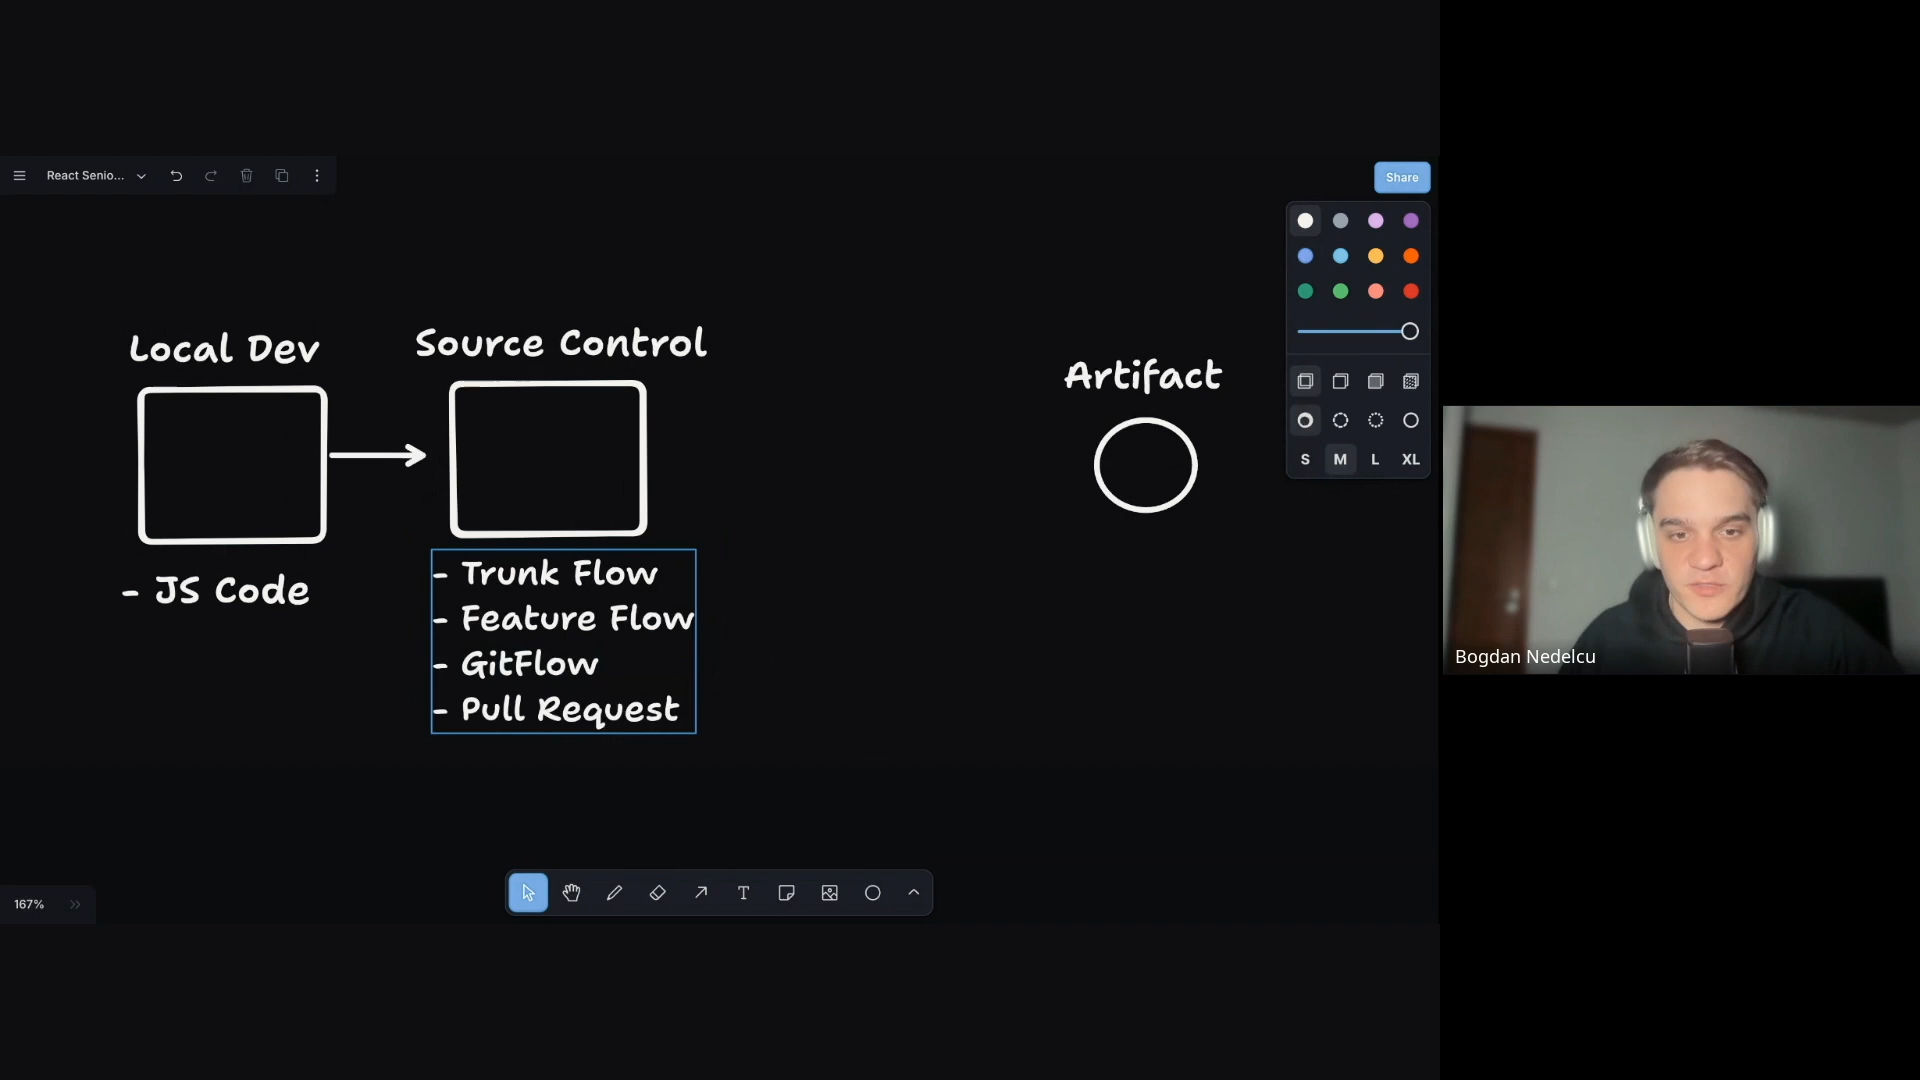 React Senio...
Share
Local Dev
Source Control
Artifact
S M L XL
- JS Code
- Trunk Flow
- Feature Flow
- GitFlow
- Pull Request
Bogdan Nedelcu
T
167%